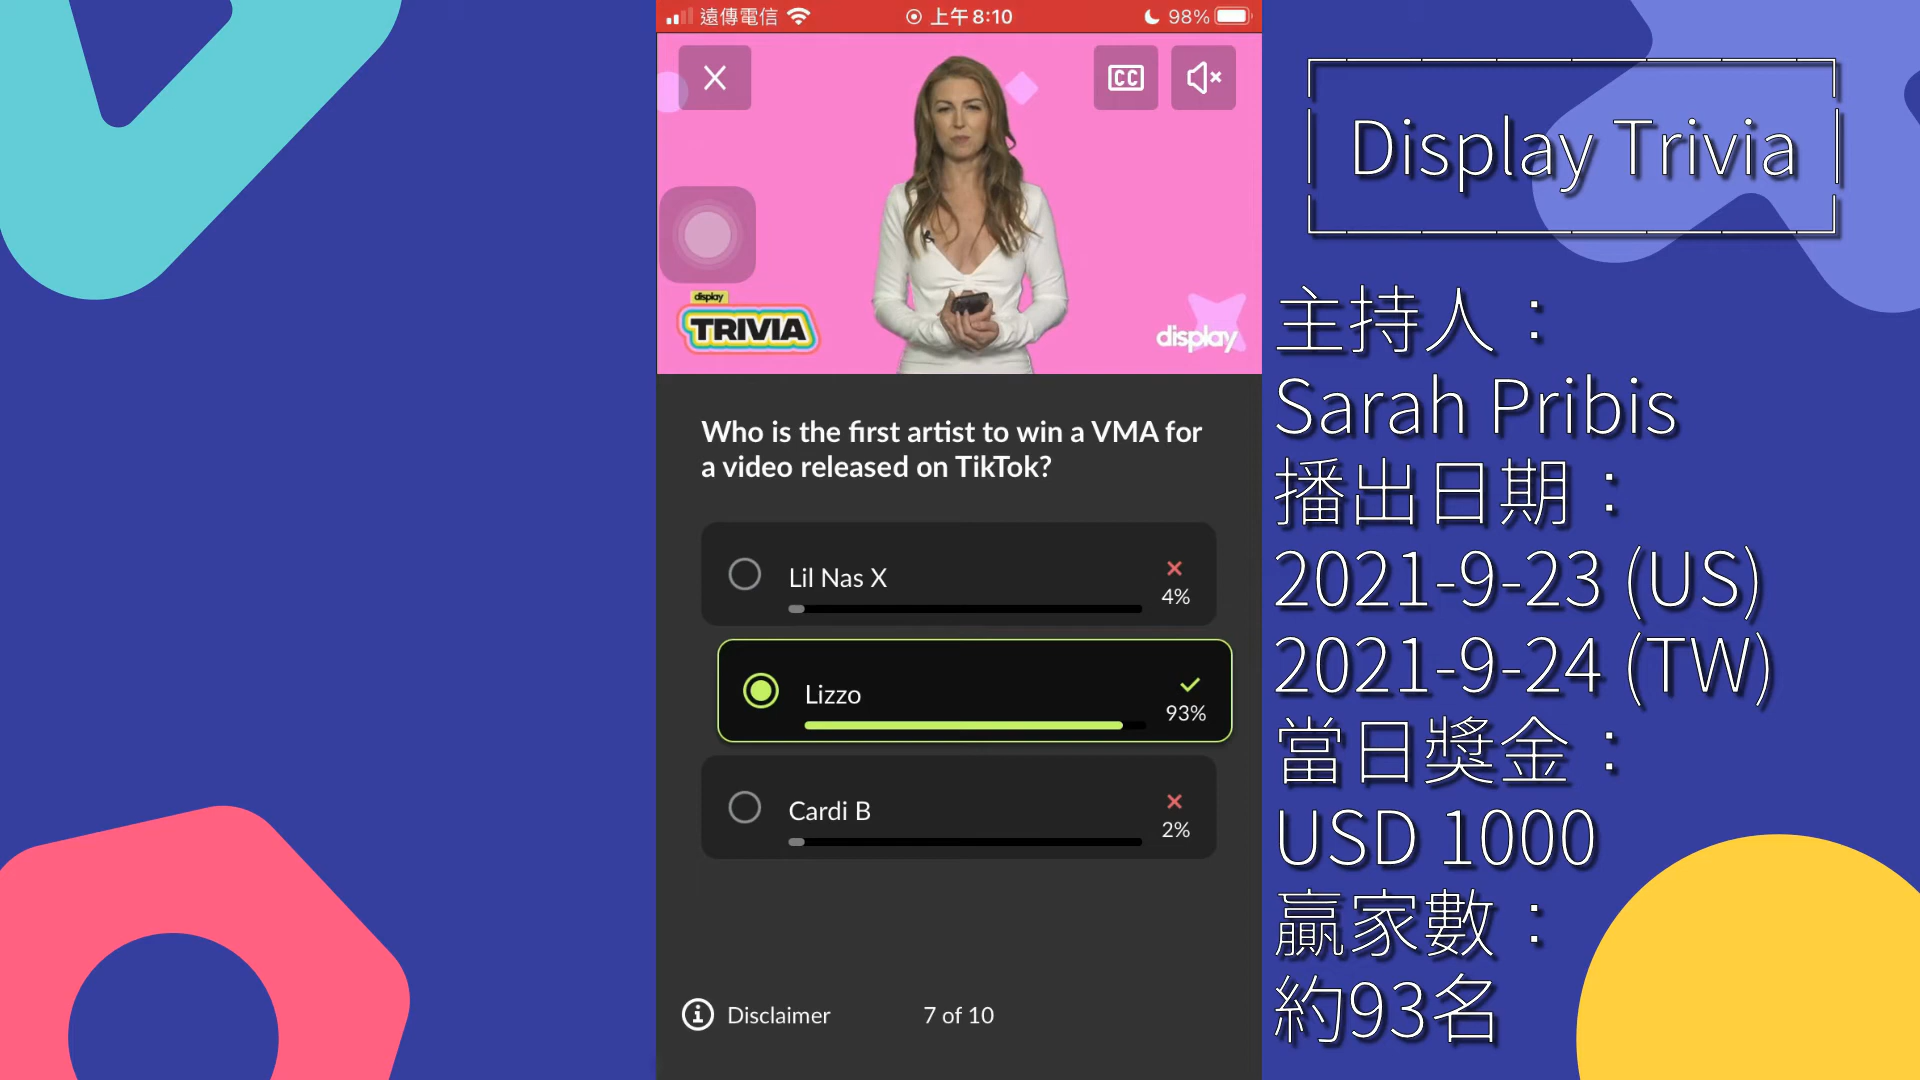 遠傳電信
上午8:10
98%
CC
display
TRIVIA
display
Who is the first artist to win a VMA for
a video released on TikTok?
Lil Nas X
4%
Lizzo
93%
Cardi B
2%
Disclaimer
7 of 10
Display Trivia
主持人：
Sarah Pribis
播出日期：
2021-9-23 (US)
2021-9-24 (TW)
當日獎金：
USD 1000
贏家數：
約93名